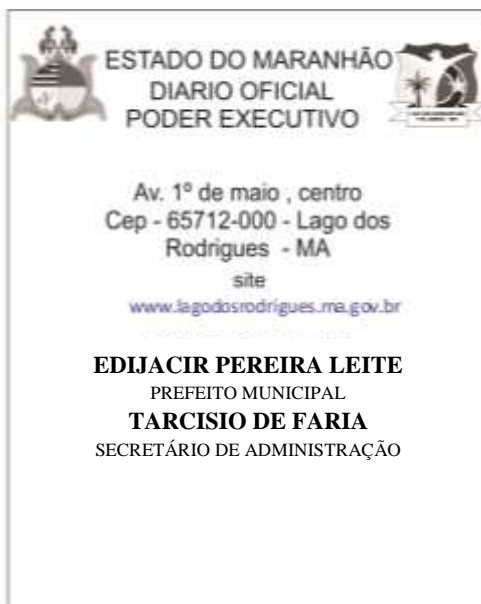 ESTADO DO MARANHÃO
DIARIO OFICIAL
PODER EXECUTIVO
Av. 1º de maio , centro
Cep - 65712-000 - Lago dos
Rodrigues - MA
site
www.lagodosrodrigues.ma.gov.br
EDIJACIR PEREIRA LEITE
PREFEITO MUNICIPAL
TARCISIO DE FARIA
SECRETÁRIO DE ADMINISTRAÇÃO